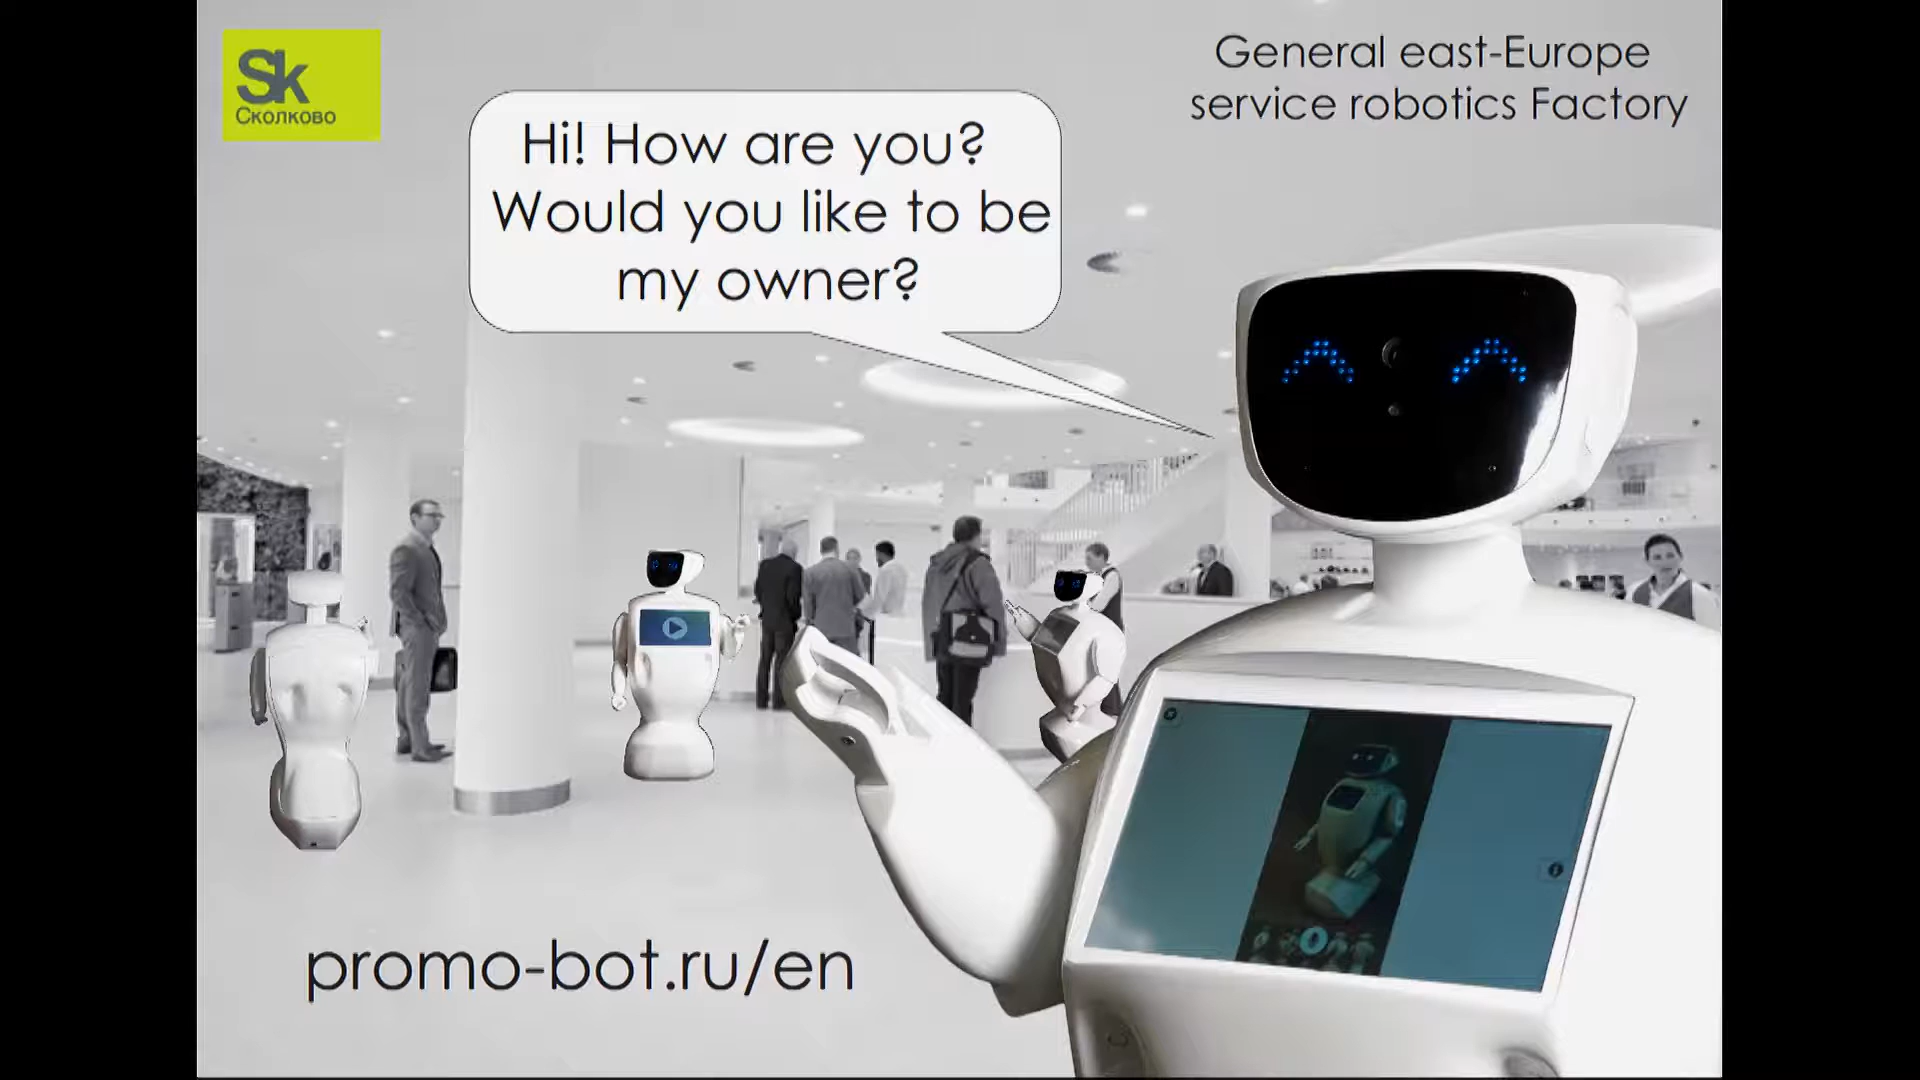 Sk
Сколково
General east-Europe
service robotics Factory
Hi! How are you?
Would you like to be
my owner?
promo-bot.ru/en